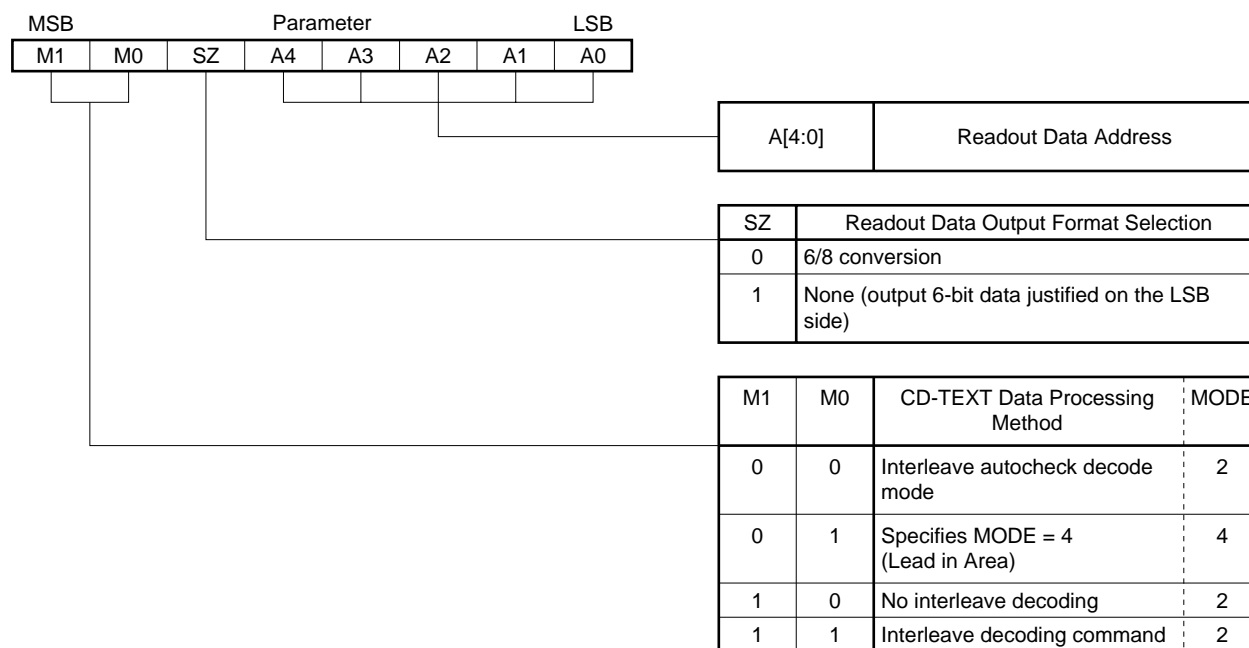 MSB Parameter LSB
M1 M0 SZ A4 A3 A2 A1 A0
A[4:0] Readout Data Address
SZ Readout Data Output Format Selection
0 6/8 conversion
1 None (output 6-bit data justified on the LSB
side)
M1 M0 CD-TEXT Data Processing MODE
Method
0 0 Interleave autocheck decode 2
mode
0 1 Specifies MODE = 4 4
(Lead in Area)
1 0 No interleave decoding 2
1 1 Interleave decoding command 2